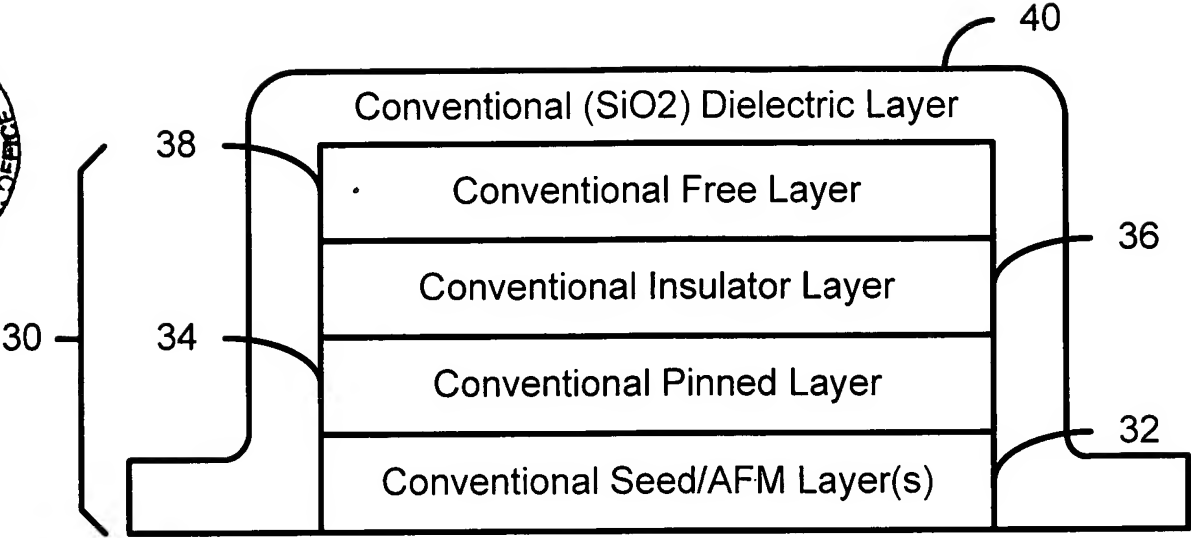 40
Conventional (SiO2) Dielectric Layer
38
Conventional Free Layer
36
Conventional Insulator Layer
30
34
Conventional Pinned Layer
32
Conventional Seed/AFM Layer(s)